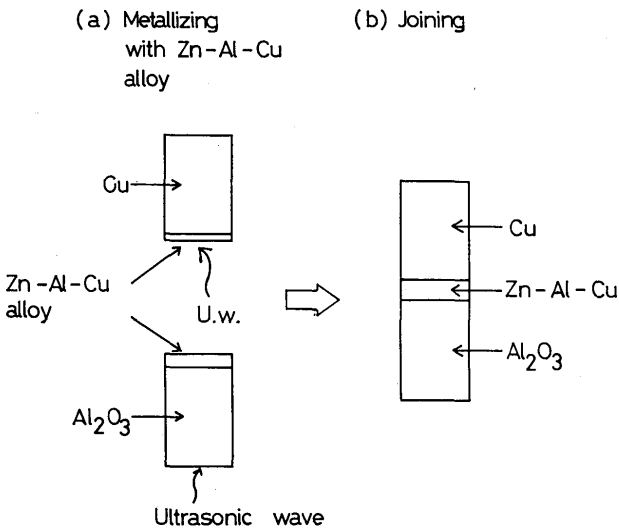 (a) Metallizing
with Zn-Al-Cu
alloy
(b) Joining
Cu
Zn-Al-Cu
alloy
U.w.
Al2O3
Ultrasonic wave
Cu
Zn-Al-Cu
Al2O3